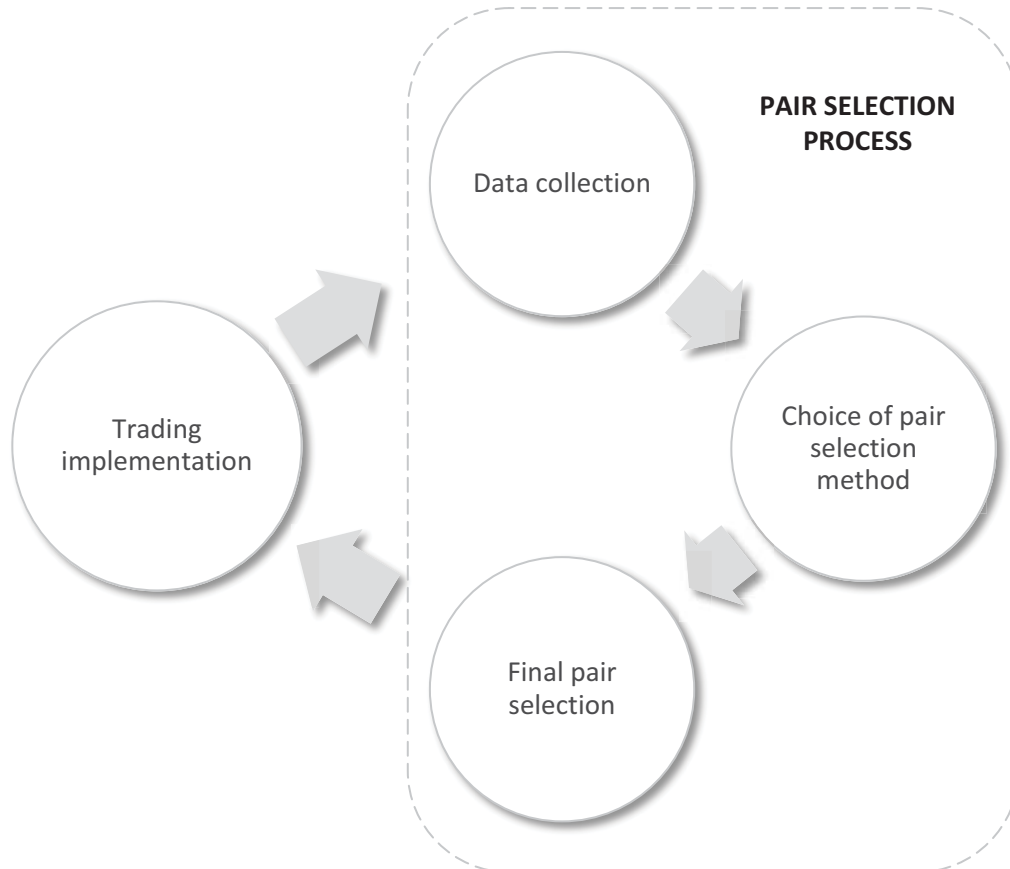 PAIR SELECTION
PROCESS
Data collection
Choice of pair
selection
method
Final pair
selection
Trading
implementation